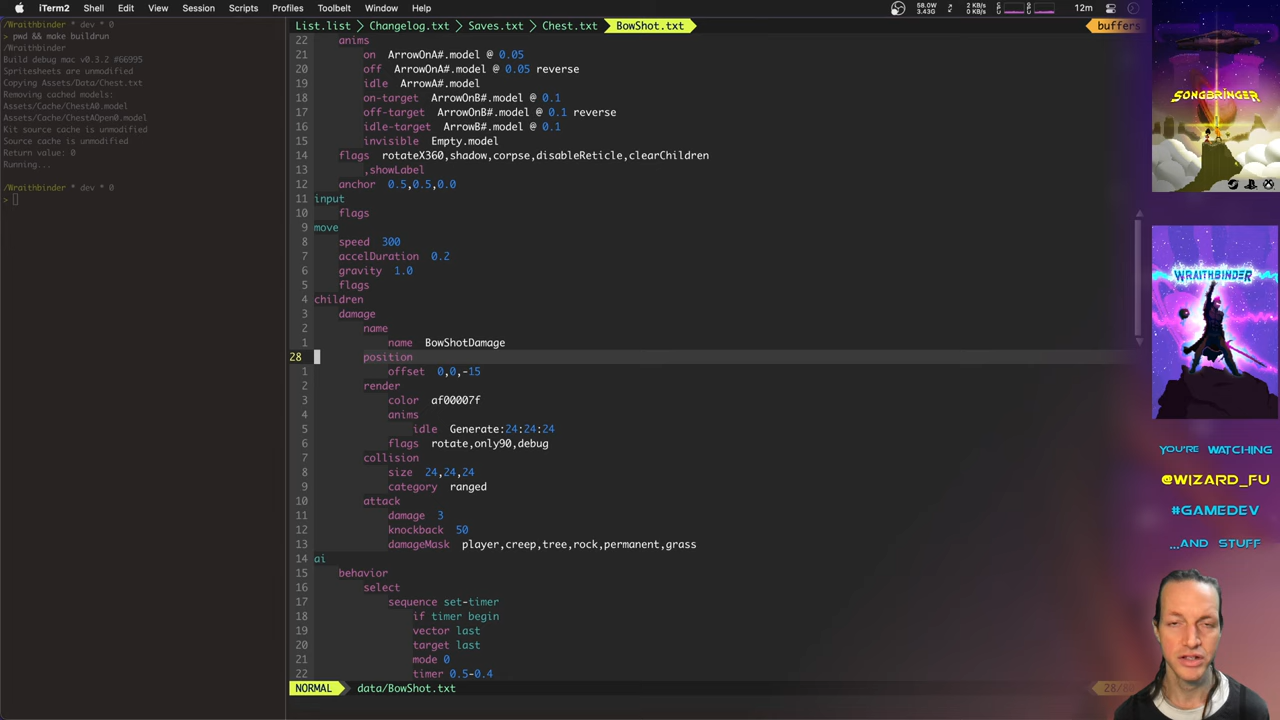 iTerm2 Shell Edit View Session Scripts Profiles Toolbelt Window Help 58.0W 3.43G 2 KB/s 0 KB/s 12m
/Wraithbinder * dev * 0
> pwd && make buildrun
/Wraithbinder
Build debug mac v0.3.2 #66995
Spritesheets are unmodified
Copying Assets/Data/Chest.txt
Removing cached models:
Assets/Cache/ChestA0.model
Assets/Cache/ChestAOpen0.model
Kit source cache is unmodified
Source cache is unmodified
Return value: 0
Running...
/Wraithbinder * dev * 0
>
List.list Changelog.txt Saves.txt Chest.txt BowShot.txt buffers
22 anims
21 on ArrowOnA#.model @ 0.05
20 off ArrowOnA#.model @ 0.05 reverse
19 idle ArrowA#.model
18 on-target ArrowOnB#.model @ 0.1
17 off-target ArrowOnB#.model @ 0.1 reverse
16 idle-target ArrowB#.model @ 0.1
15 invisible Empty.model
14 flags rotateX360,shadow,corpse,disableReticle,clearChildren
13 ,showLabel
12 anchor 0.5,0.5,0.0
11 input
10 flags
9 move
8 speed 300
7 accelDuration 0.2
6 gravity 1.0
5 flags
4 children
3 damage
2 name
1 name BowShotDamage
28 position
1 offset 0,0,-15
2 render
3 color af00007f
4 anims
5 idle Generate:24:24:24
6 flags rotate,only90,debug
7 collision
8 size 24,24,24
9 category ranged
10 attack
11 damage 3
12 knockback 50
13 damageMask player,creep,tree,rock,permanent,grass
14 ai
15 behavior
16 select
17 sequence set-timer
18 if timer begin
19 vector last
20 target last
21 mode 0
22 timer 0.5-0.4
NORMAL data/BowShot.txt
SONGBRINGER
WRAITHBINDER
YOU'RE WATCHING
@WIZARD_FU
#GAMEDEV
...AND STUFF